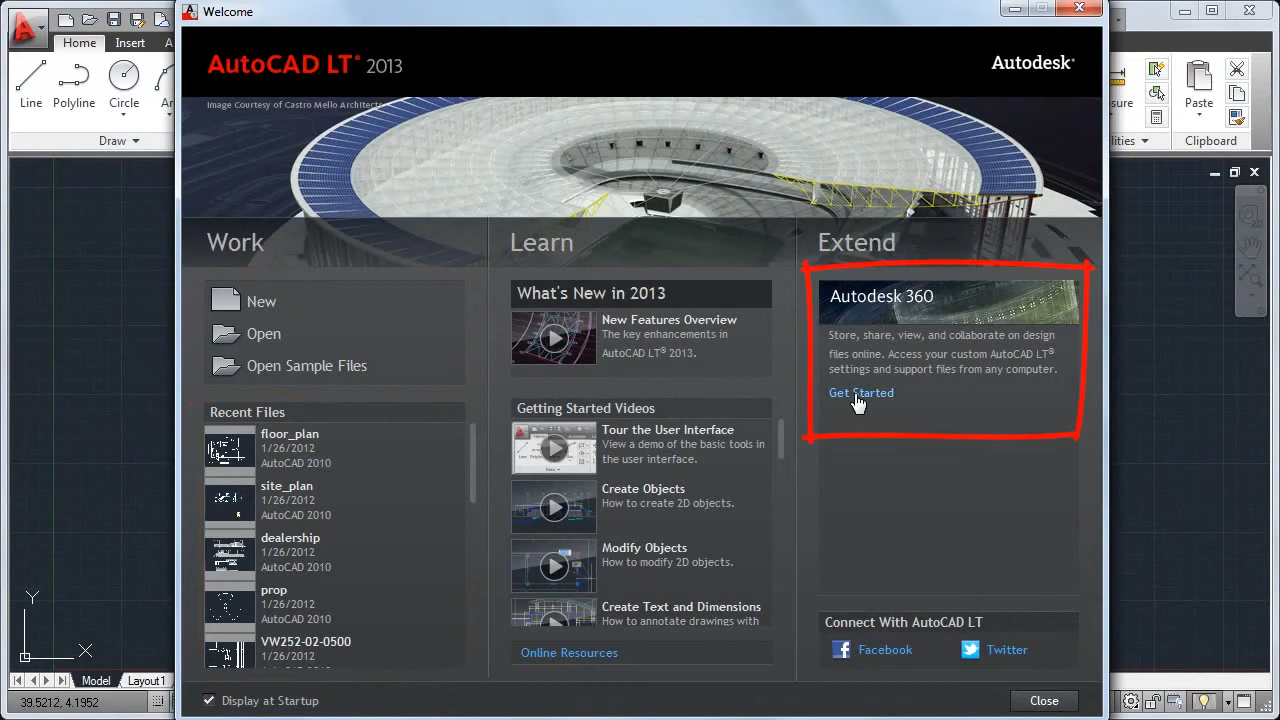 Welcome
Home
Insert
A
Line
Polyline
Circle
Draw
AutoCAD LT® 2013
Autodesk®
Image Courtesy of Castro Mello Architects
sure
Paste
ilities
Clipboard
Work
Learn
Extend
New
Open
Open Sample Files
Recent Files
floor_plan
1/26/2012
AutoCAD 2010
site_plan
1/26/2012
AutoCAD 2010
dealership
1/26/2012
AutoCAD 2010
prop
1/26/2012
AutoCAD 2010
VW252-02-0500
1/26/2012
What's New in 2013
New Features Overview
The key enhancements in
AutoCAD LT® 2013.
Getting Started Videos
Tour the User Interface
View a demo of the basic tools in
the user interface.
Create Objects
How to create 2D objects.
Modify Objects
How to modify 2D objects.
Create Text and Dimensions
How to annotate drawings with
Online Resources
Autodesk 360
Store, share, view, and collaborate on design
files online. Access your custom AutoCAD LT®
settings and support files from any computer.
Get Started
Connect With AutoCAD LT
Facebook
Twitter
Y
X
Model
Layout1
39.5212, 4.1952
Display at Startup
Close